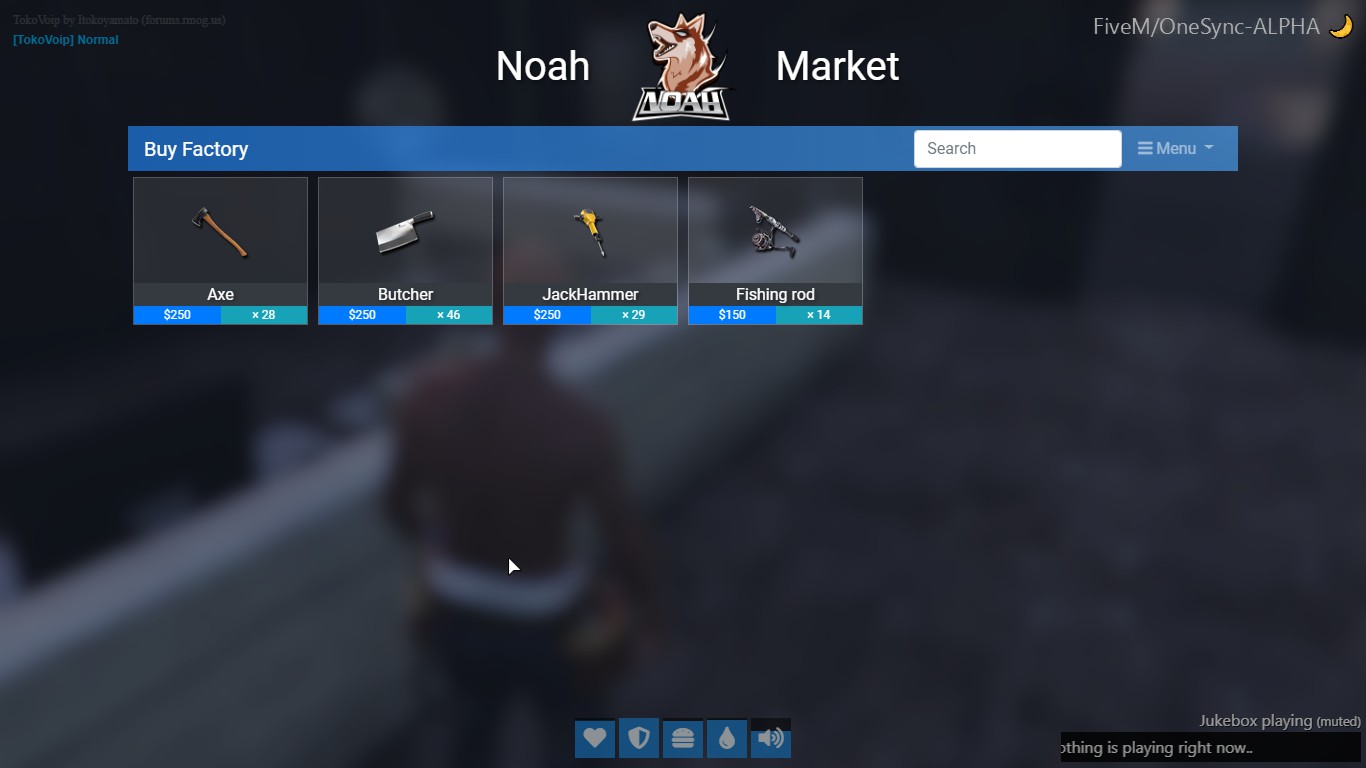 TokoVoip by Itokoyamato (forums.rmog.us)
[TokoVoip] Normal
FiveM/OneSync-ALPHA
Noah
NOAH
Market
Buy Factory
Search
Menu
Axe
$250
× 28
Butcher
$250
× 46
JackHammer
$250
× 29
Fishing rod
$150
× 14
Jukebox playing (muted)
othing is playing right now..